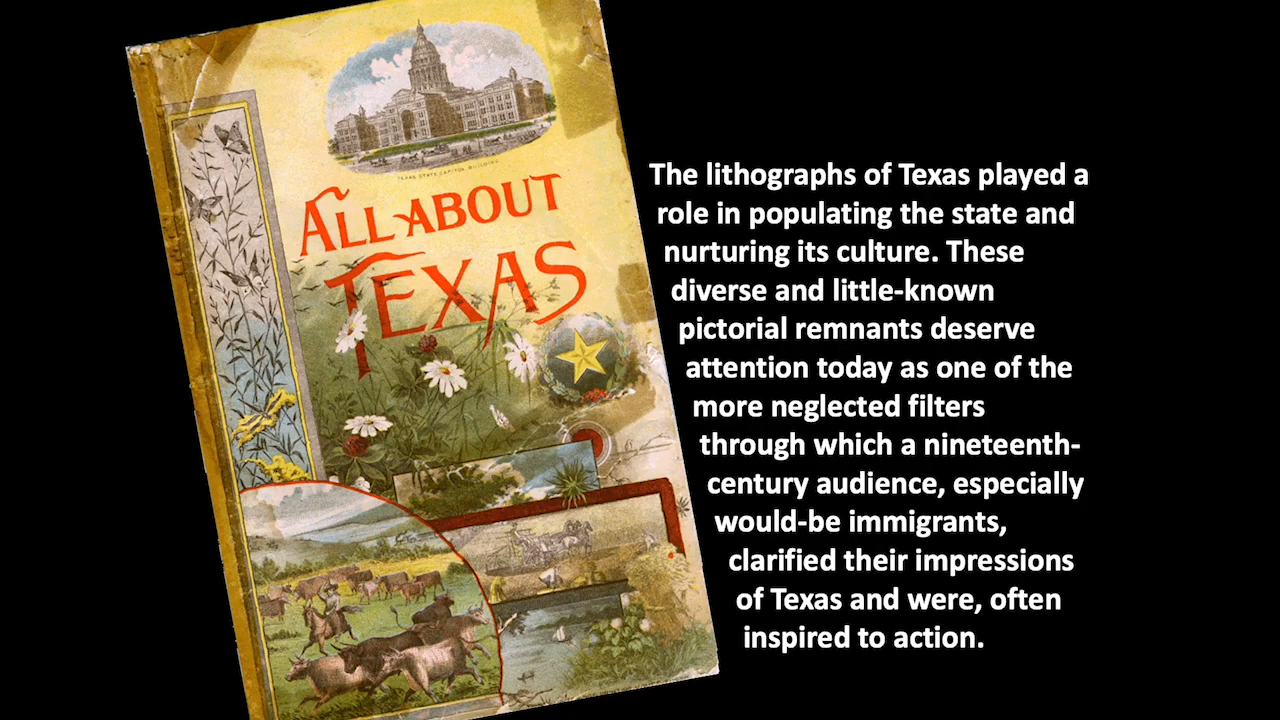 TEXAS STATE CAPITOL BUILDING
ALL ABOUT
TEXAS
The lithographs of Texas played a
role in populating the state and
nurturing its culture. These
diverse and little-known
pictorial remnants deserve
attention today as one of the
more neglected filters
through which a nineteenth-
century audience, especially
would-be immigrants,
clarified their impressions
of Texas and were, often
inspired to action.